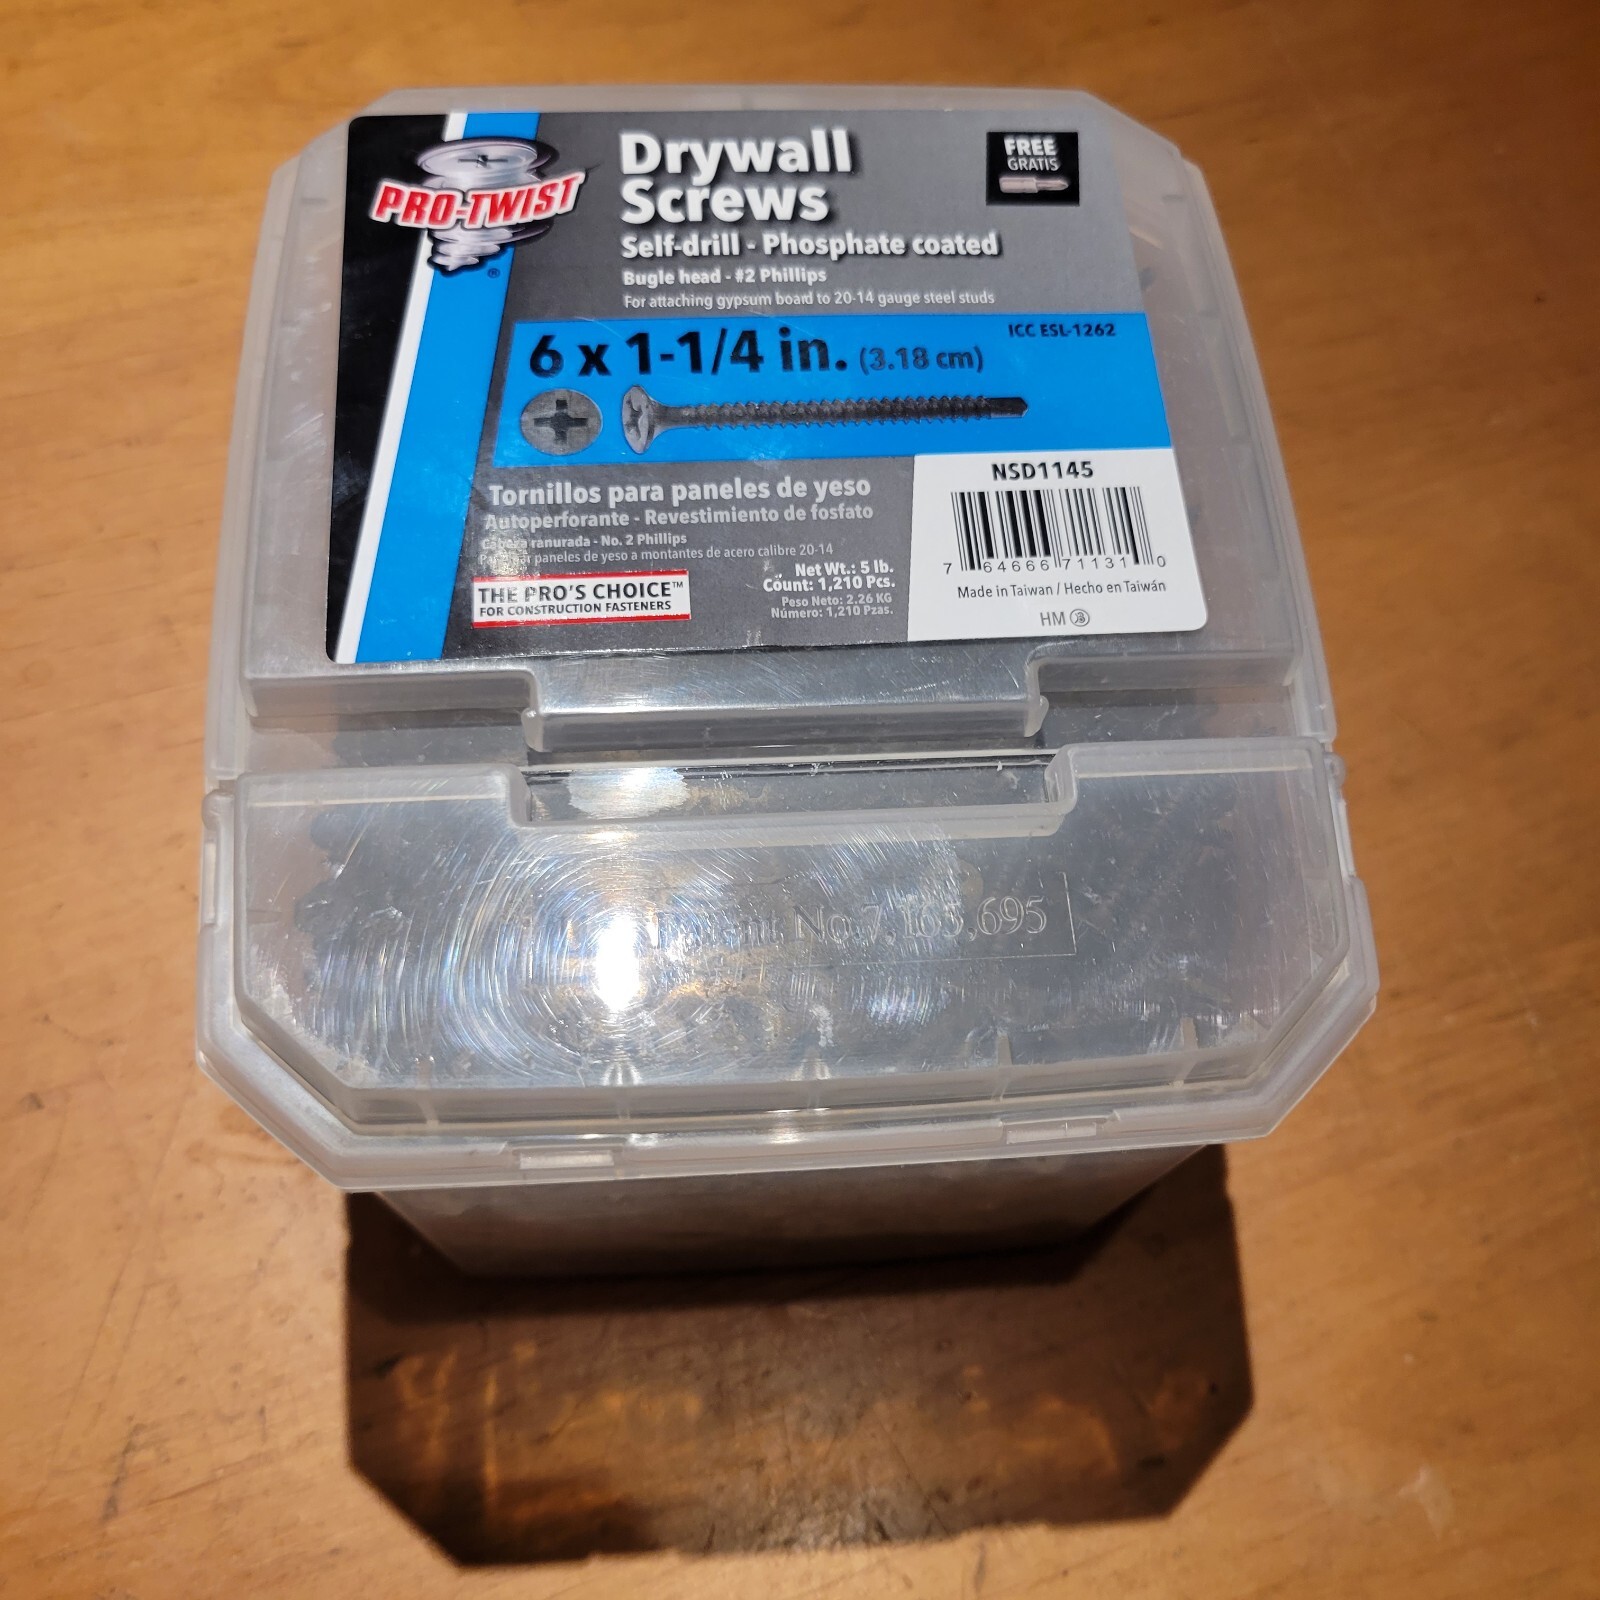 PRO-TWIST
®
Drywall
Screws
Self-drill - Phosphate coated
Bugle head - #2 Phillips
For attaching gypsum board to 20-14 gauge steel studs
FREE
GRATIS
ICC ESL-1262
6 x 1-1/4 in. (3.18 cm)
Tornillos para paneles de yeso
Autoperforante - Revestimiento de fosfato
Cabeza ranurada - No. 2 Phillips
Para fijar paneles de yeso a montantes de acero calibre 20-14
THE PRO'S CHOICE™
FOR CONSTRUCTION FASTENERS
Net Wt.: 5 lb.
Count: 1,210 Pcs.
Peso Neto: 2.26 KG
Número: 1,210 Pzas.
NSD1145
7 64666 71131 0
Made in Taiwan / Hecho en Taiwán
HM B
Patent No.7,165,695